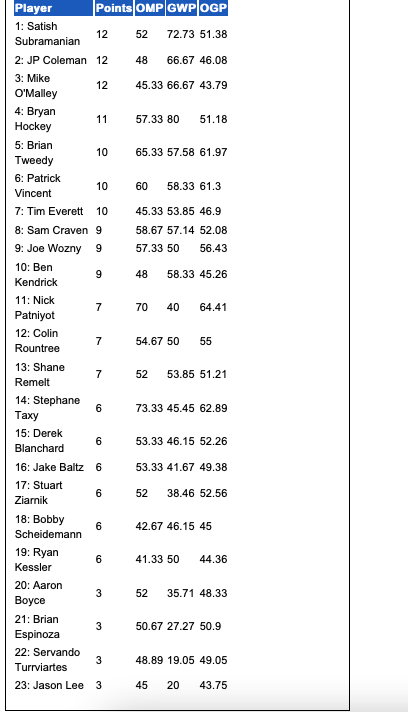 Player Points OMP GWP OGP
1: Satish
Subramanian 12 52 72.73 51.38
2: JP Coleman 12 48 66.67 46.08
3: Mike
O'Malley 12 45.33 66.67 43.79
4: Bryan
Hockey 11 57.33 80 51.18
5: Brian
Tweedy 10 65.33 57.58 61.97
6: Patrick
Vincent 10 60 58.33 61.3
7: Tim Everett 10 45.33 53.85 46.9
8: Sam Craven 9 58.67 57.14 52.08
9: Joe Wozny 9 57.33 50 56.43
10: Ben
Kendrick 9 48 58.33 45.26
11: Nick
Patniyot 7 70 40 64.41
12: Colin
Rountree 7 54.67 50 55
13: Shane
Remelt 7 52 53.85 51.21
14: Stephane
Taxy 6 73.33 45.45 62.89
15: Derek
Blanchard 6 53.33 46.15 52.26
16: Jake Baltz 6 53.33 41.67 49.38
17: Stuart
Ziarnik 6 52 38.46 52.56
18: Bobby
Scheidemann 6 42.67 46.15 45
19: Ryan
Kessler 6 41.33 50 44.36
20: Aaron
Boyce 3 52 35.71 48.33
21: Brian
Espinoza 3 50.67 27.27 50.9
22: Servando
Turrviartes 3 48.89 19.05 49.05
23: Jason Lee 3 45 20 43.75